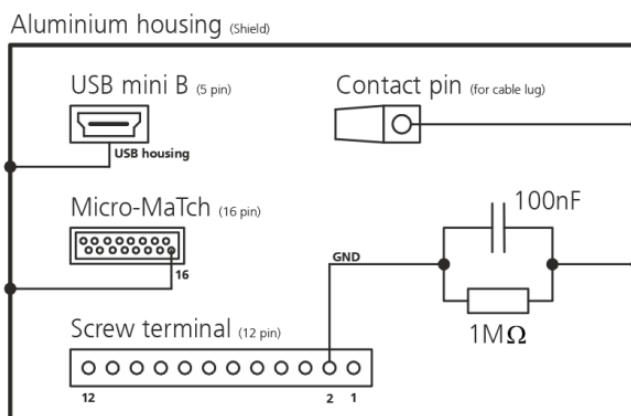 Aluminium housing (Shield)
USB mini B (5 pin)
Contact pin (for cable lug)
USB housing
Micro-MaTch (16 pin)
100nF
16
GND
Screw terminal (12 pin)
1MΩ
12 2 1